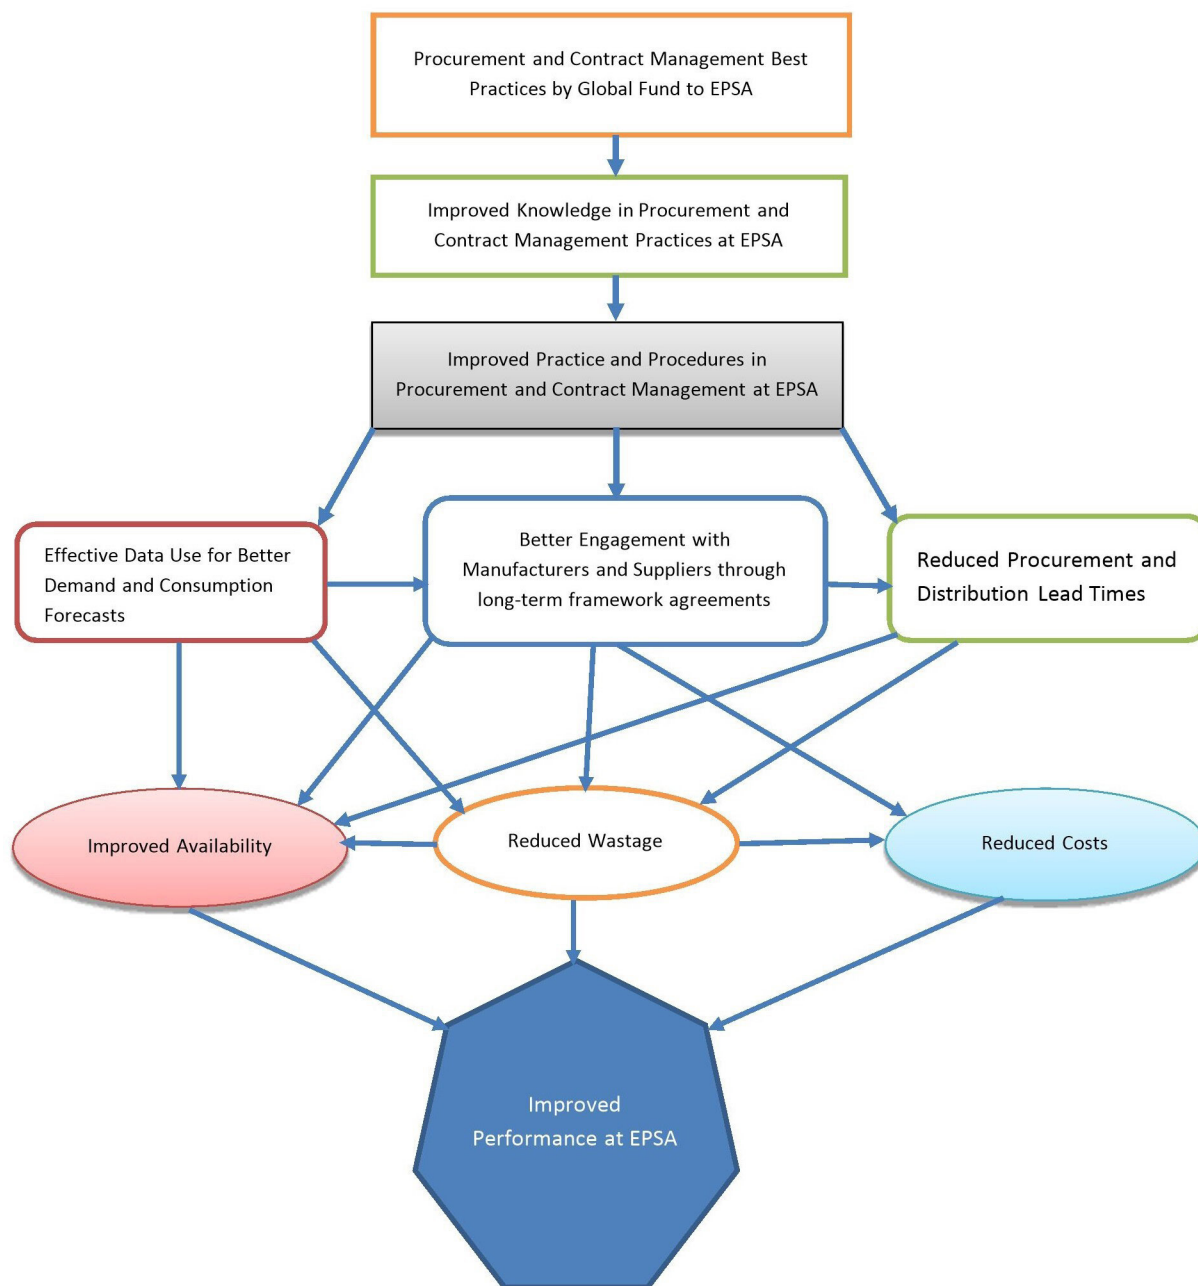 Procurement and Contract Management Best
Practices by Global Fund to EPSA
Improved Knowledge in Procurement and
Contract Management Practices at EPSA
Improved Practice and Procedures in
Procurement and Contract Management at EPSA
Effective Data Use for Better
Demand and Consumption
Forecasts
Better Engagement with
Manufacturers and Suppliers through
long-term framework agreements
Reduced Procurement and
Distribution Lead Times
Improved Availability
Reduced Wastage
Reduced Costs
Improved
Performance at EPSA